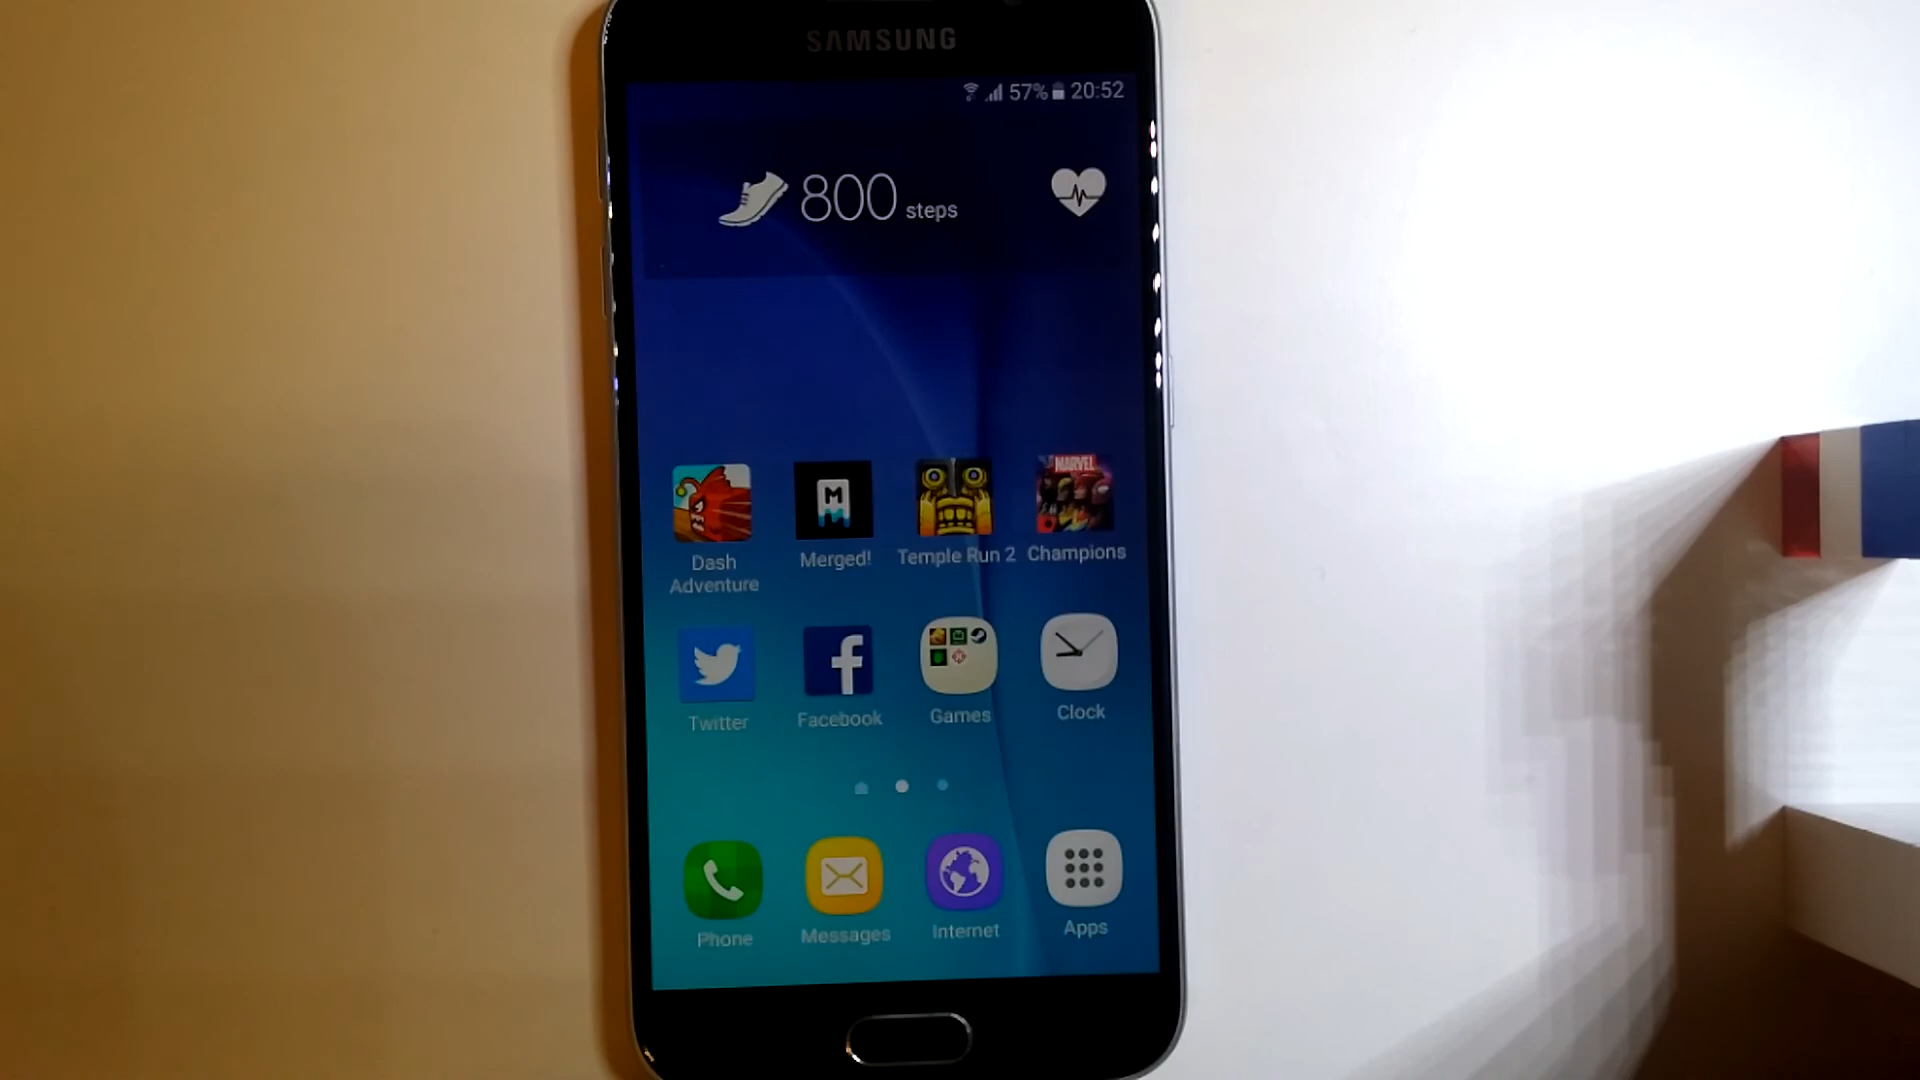 SAMSUNG
57% 20:52
800 steps
MARVEL
M
Dash Adventure
Merged!
Temple Run 2
Champions
f
Twitter
Facebook
Games
Clock
Phone
Messages
Internet
Apps